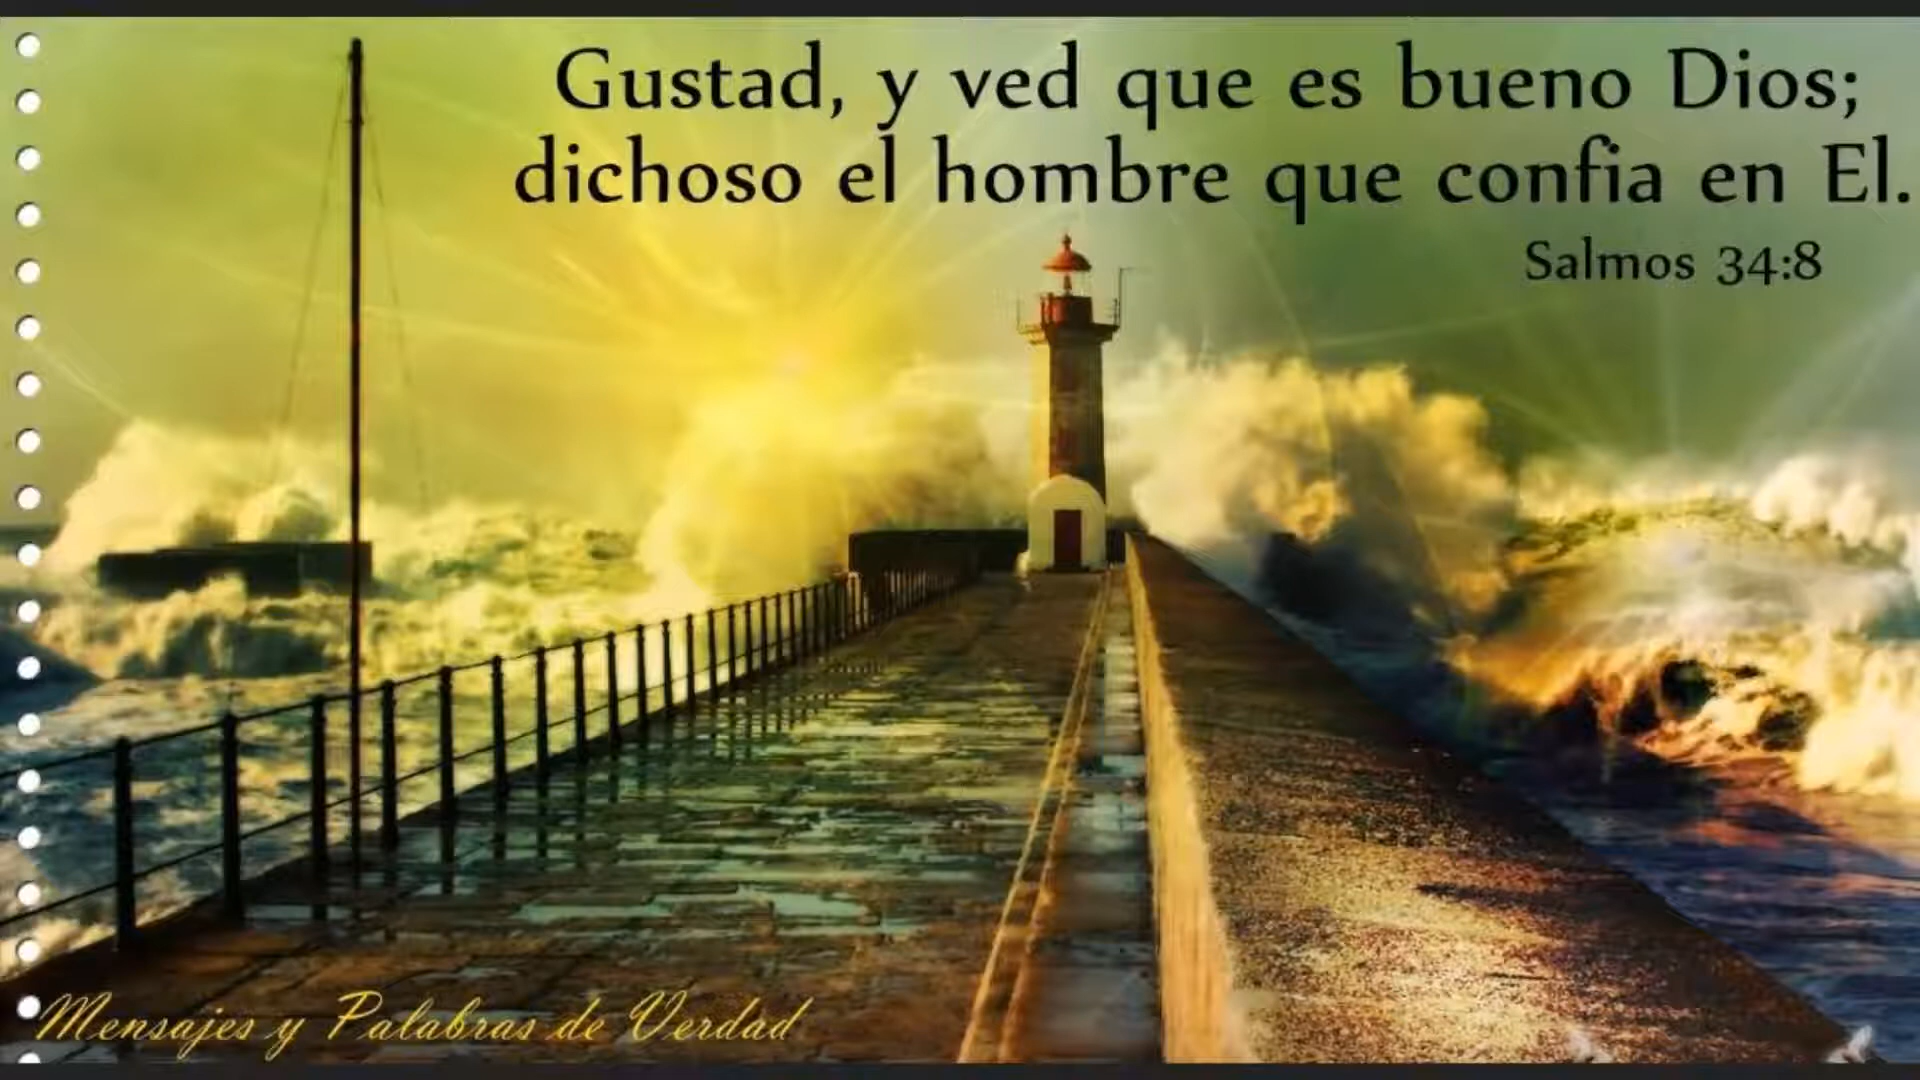 Gustad, y ved que es bueno Dios;
dichoso el hombre que confia en El.
Salmos 34:8
Mensajes y Palabras de Verdad